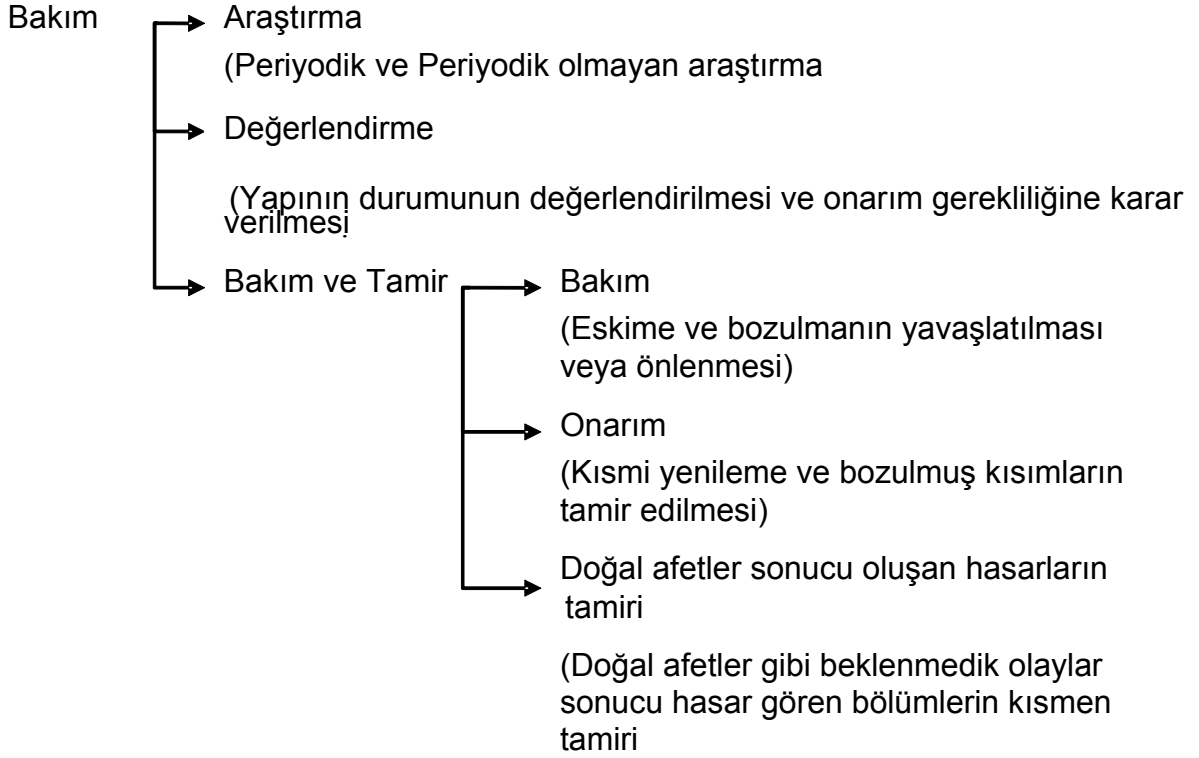 Bakım
Araştırma
(Periyodik ve Periyodik olmayan araştırma
Değerlendirme
(Yapının durumunun değerlendirilmesi ve onarım gerekliliğine karar
verilmesi
Bakım ve Tamir
Bakım
(Eskime ve bozulmanın yavaşlatılması
veya önlenmesi)
Onarım
(Kısmi yenileme ve bozulmuş kısımların
tamir edilmesi)
Doğal afetler sonucu oluşan hasarların
tamiri
(Doğal afetler gibi beklenmedik olaylar
sonucu hasar gören bölümlerin kısmen
tamiri